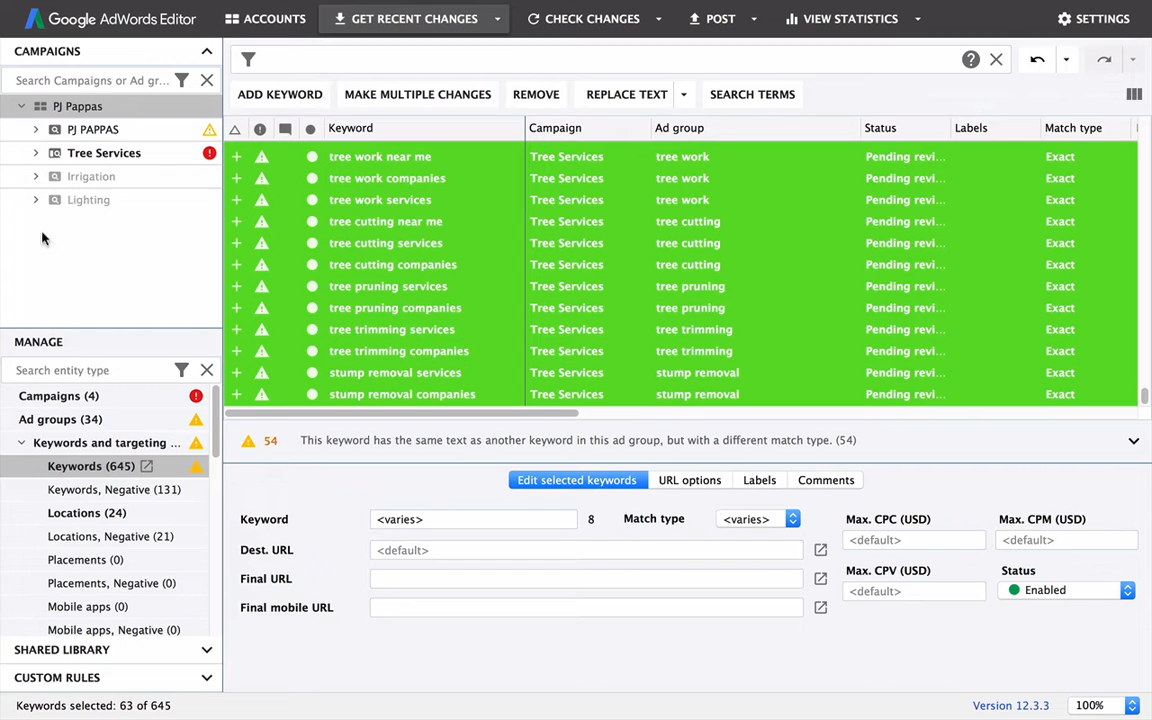 Google AdWords Editor
ACCOUNTS
GET RECENT CHANGES
CHECK CHANGES
POST
VIEW STATISTICS
SETTINGS
CAMPAIGNS
Search Campaigns or Ad gr...
PJ Pappas
PJ PAPPAS
Tree Services
Irrigation
Lighting
MANAGE
Search entity type
Campaigns (4)
Ad groups (34)
Keywords and targeting ...
Keywords (645)
Keywords, Negative (131)
Locations (24)
Locations, Negative (21)
Placements (0)
Placements, Negative (0)
Mobile apps (0)
Mobile apps, Negative (0)
SHARED LIBRARY
CUSTOM RULES
Keywords selected: 63 of 645
ADD KEYWORD MAKE MULTIPLE CHANGES REMOVE REPLACE TEXT SEARCH TERMS
Keyword Campaign Ad group Status Labels Match type
tree work near me Tree Services tree work Pending revi... Exact
tree work companies Tree Services tree work Pending revi... Exact
tree work services Tree Services tree work Pending revi... Exact
tree cutting near me Tree Services tree cutting Pending revi... Exact
tree cutting services Tree Services tree cutting Pending revi... Exact
tree cutting companies Tree Services tree cutting Pending revi... Exact
tree pruning services Tree Services tree pruning Pending revi... Exact
tree pruning companies Tree Services tree pruning Pending revi... Exact
tree trimming services Tree Services tree trimming Pending revi... Exact
tree trimming companies Tree Services tree trimming Pending revi... Exact
stump removal services Tree Services stump removal Pending revi... Exact
stump removal companies Tree Services stump removal Pending revi... Exact
54 This keyword has the same text as another keyword in this ad group, but with a different match type. (54)
Edit selected keywords URL options Labels Comments
Keyword <varies> 8 Match type <varies>
Dest. URL <default>
Final URL
Final mobile URL
Max. CPC (USD) Max. CPM (USD)
<default> <default>
Max. CPV (USD) Status
<default> Enabled
Version 12.3.3 100%